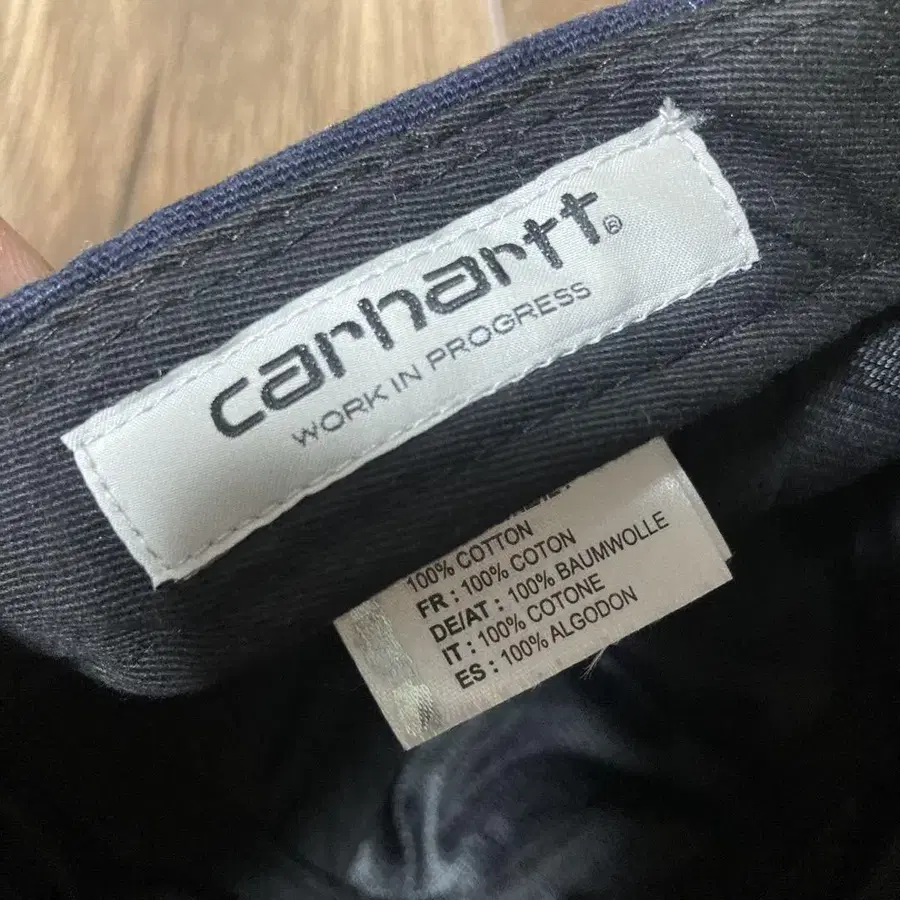 carhartt®
WORK IN PROGRESS
100% COTTON
FR : 100% COTON
DE/AT : 100% BAUMWOLLE
IT : 100% COTONE
ES : 100% ALGODON